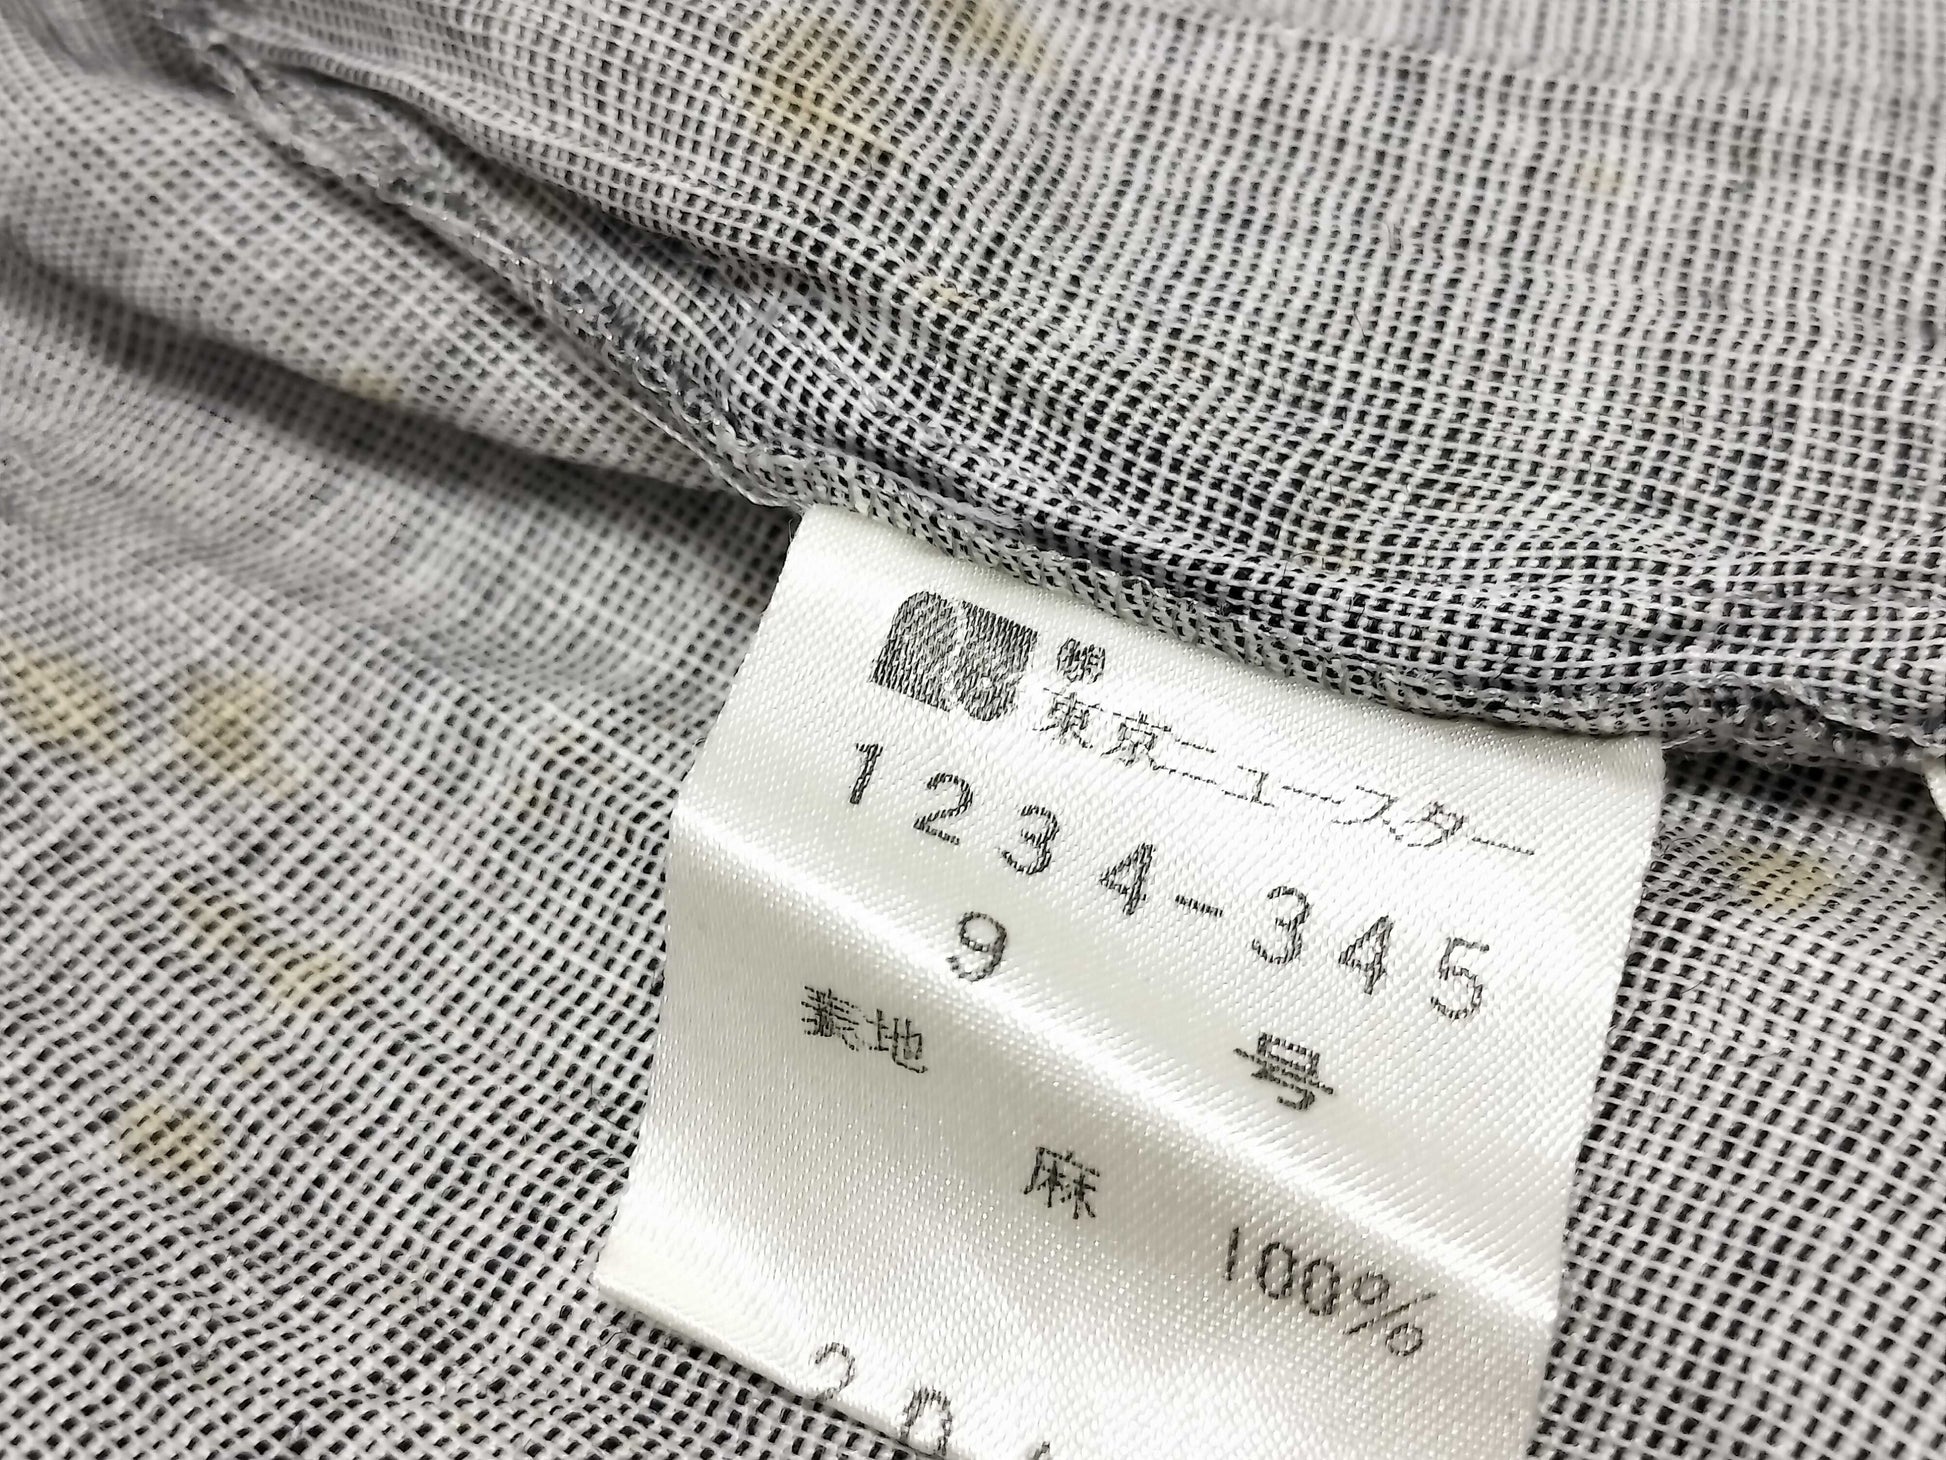 ㈱
東京ニュースター
1234-345
9 号
表地
麻 100%